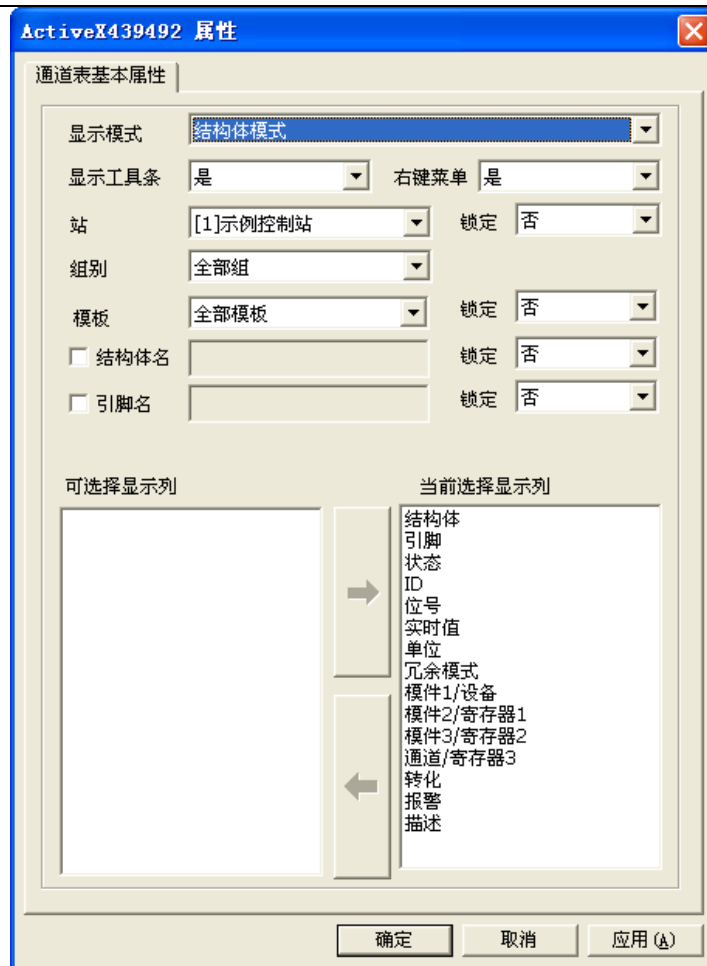 ActiveX439492 属性
通道表基本属性
显示模式 结构体模式
显示工具条 是 右键菜单 是
站 [1]示例控制站 锁定 否
组别 全部组
模板 全部模板 锁定 否
结构体名 锁定 否
引脚名 锁定 否
可选择显示列 当前选择显示列
结构体
引脚
状态
ID
位号
实时值
单位
冗余模式
模件1/设备
模件2/寄存器1
模件3/寄存器2
通道/寄存器3
转化
报警
描述
确定 取消 应用(A)